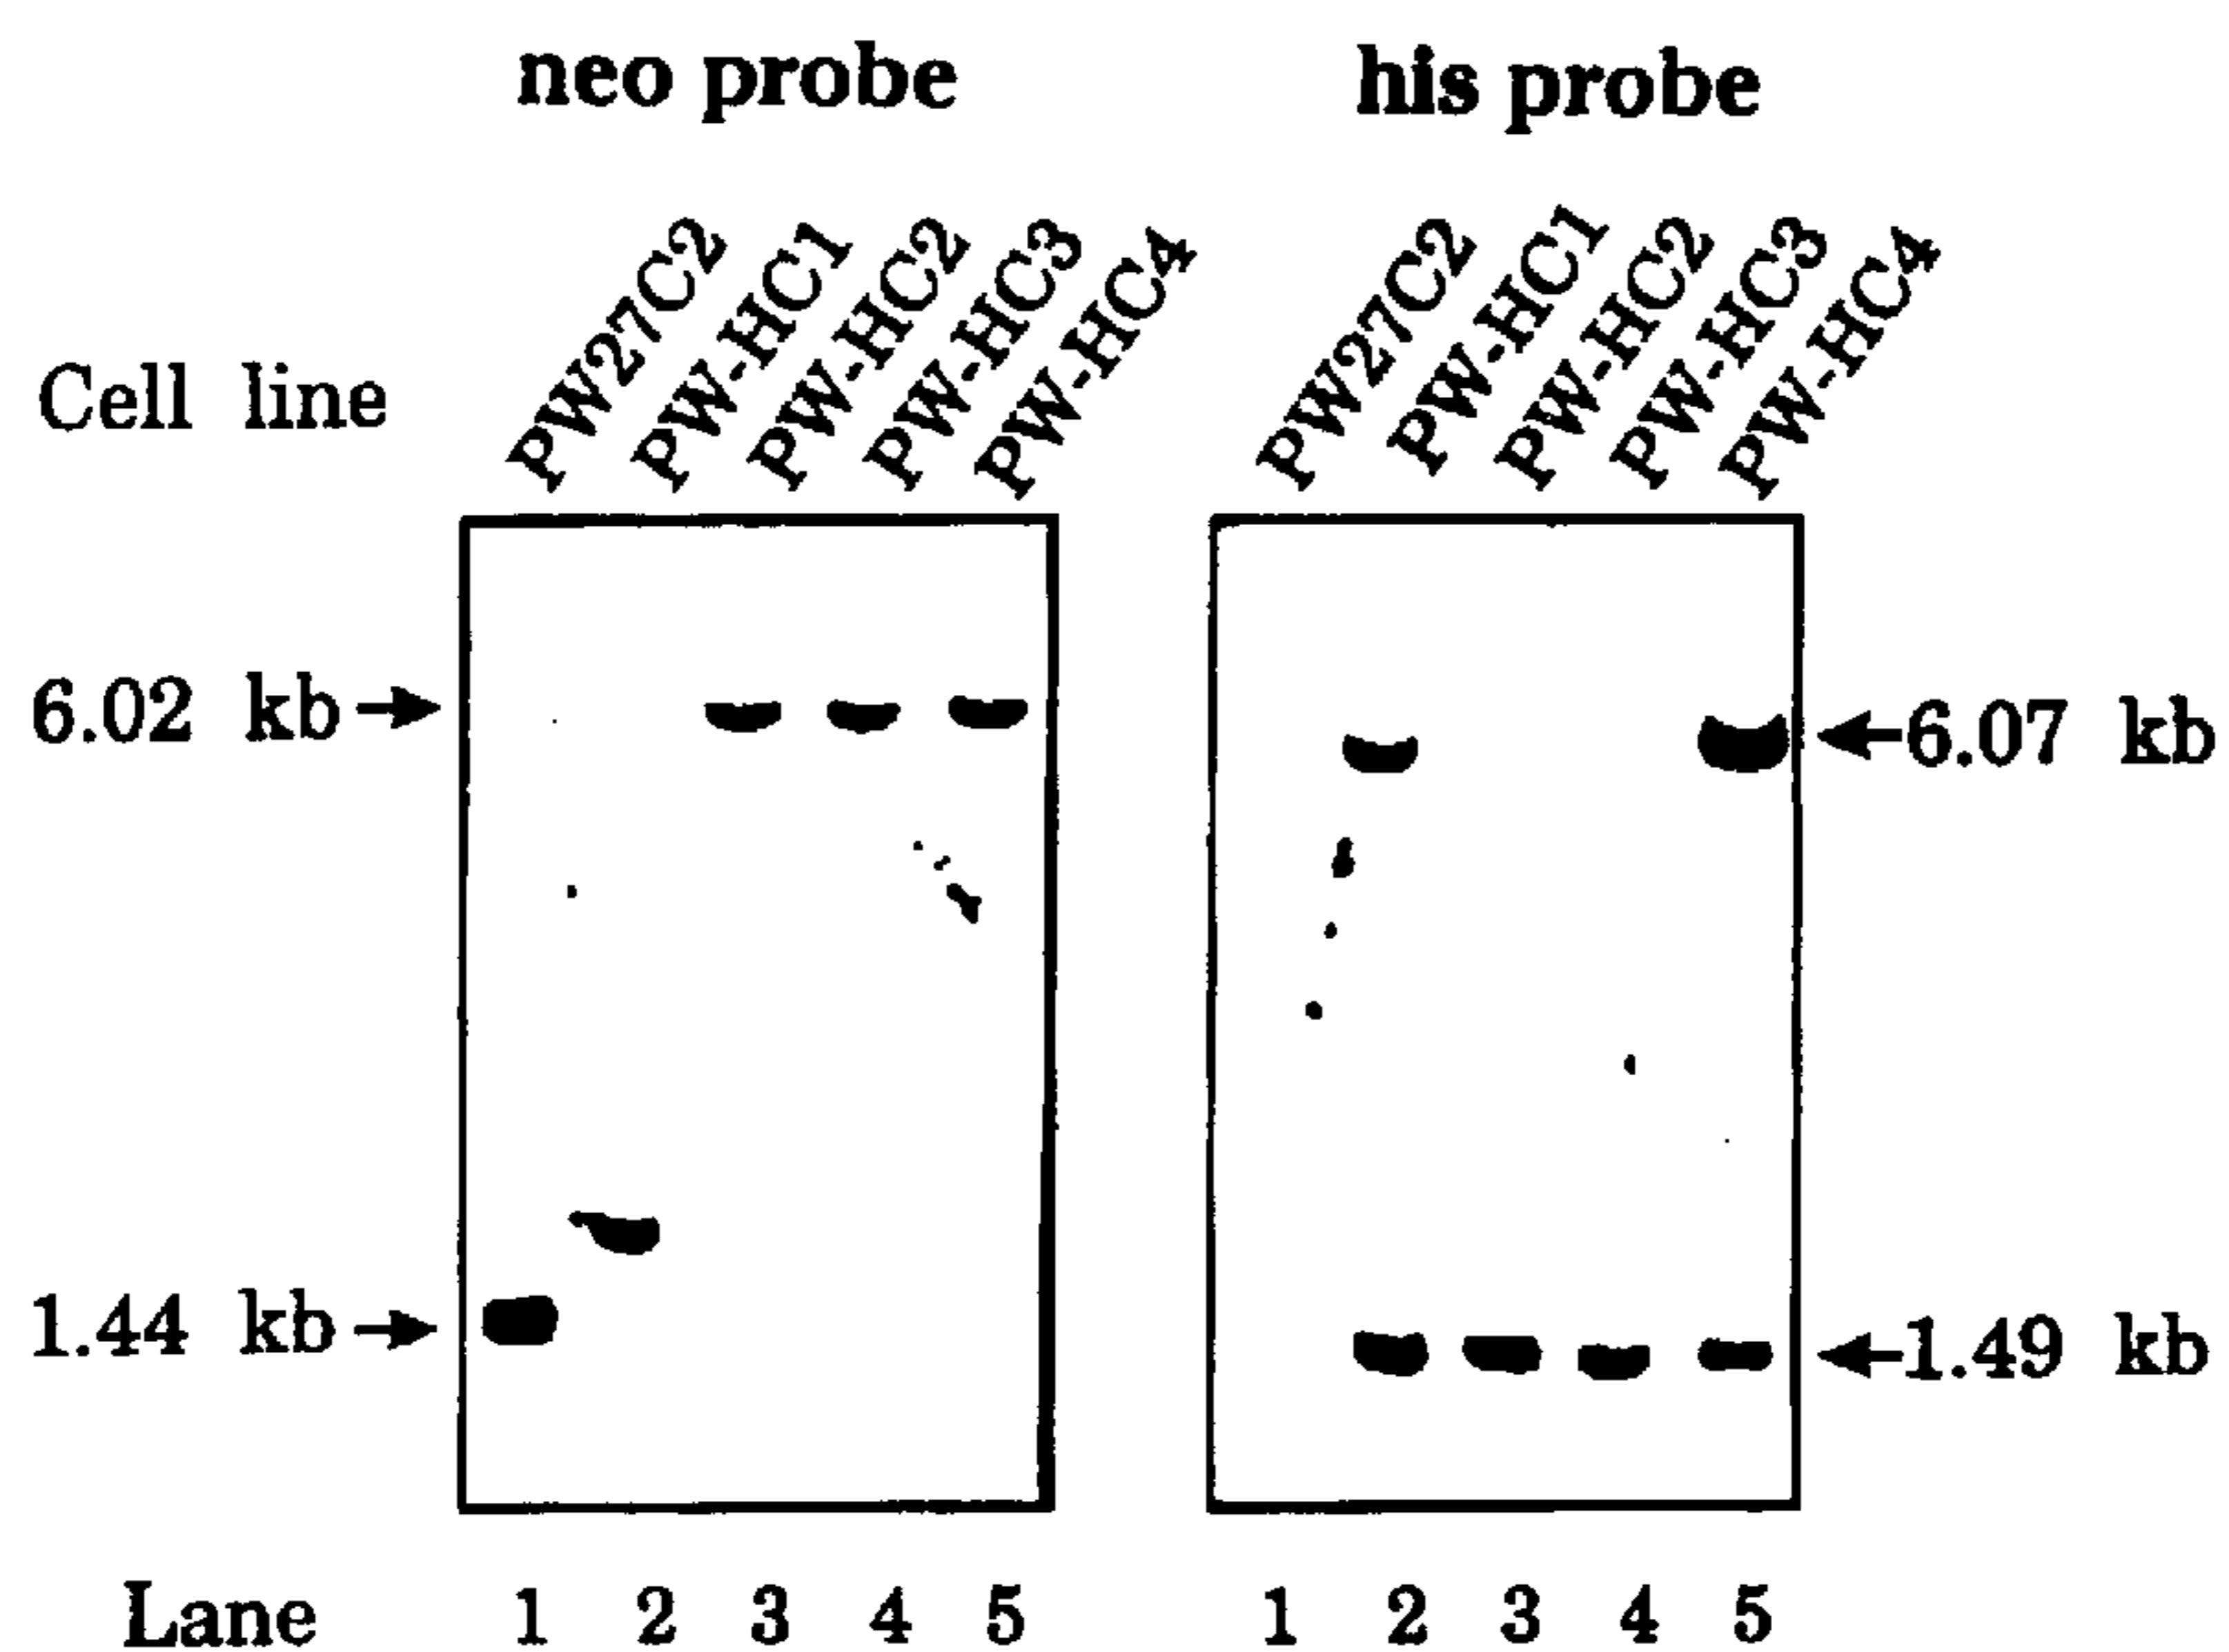 neo probe his probe
PW27C2 PW-HC1 PW-HC2 PW-HC3 PW-HC4 PW27C2 PW-HC1 PW-HC2 PW-HC3 PW-HC4
Cell line
6.02 kb 6.07 kb
1.44 kb 1.49 kb
Lane 1 2 3 4 5 1 2 3 4 5